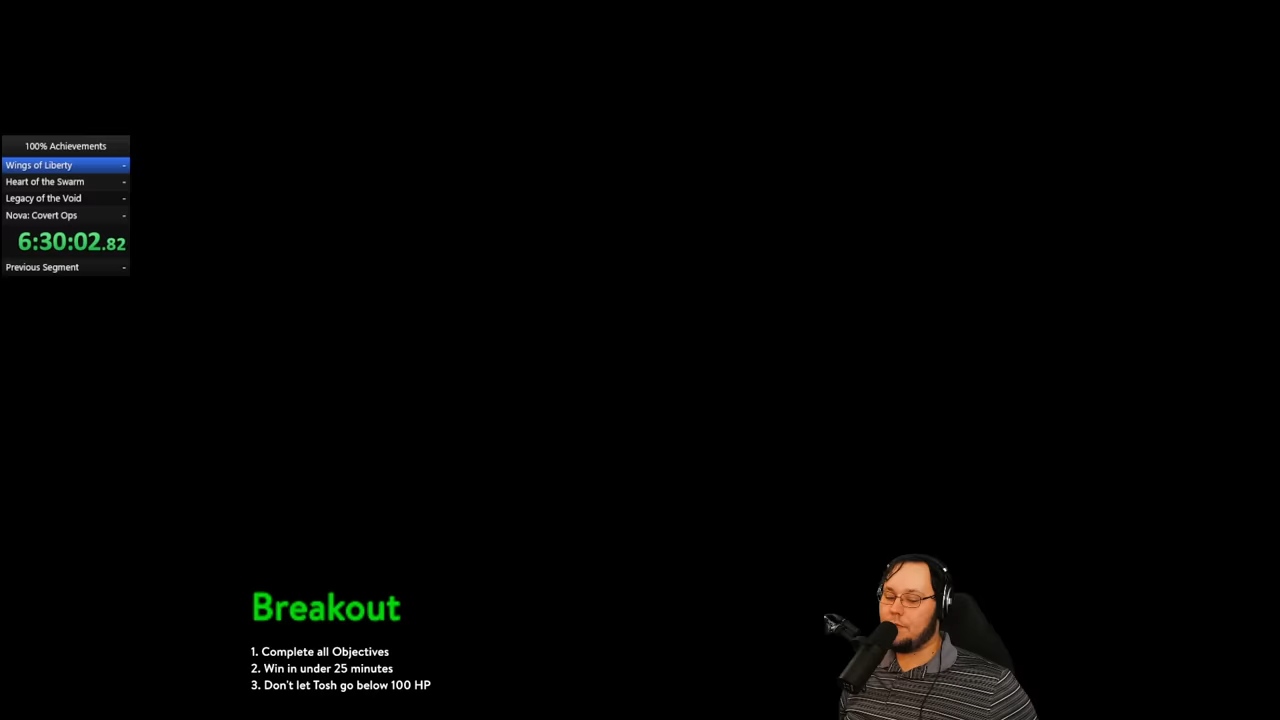 100% Achievements
Wings of Liberty -
Heart of the Swarm -
Legacy of the Void -
Nova: Covert Ops -
6:30:02.82
Previous Segment -
Breakout
1. Complete all Objectives
2. Win in under 25 minutes
3. Don't let Tosh go below 100 HP